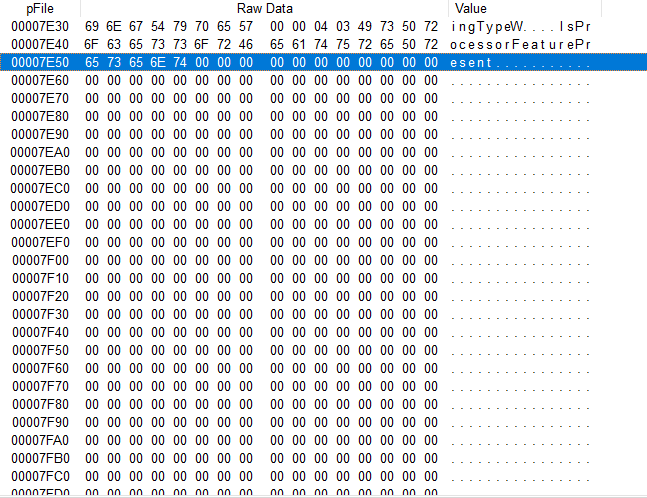 pFile Raw Data Value
00007E30 69 6E 67 54 79 70 65 57 00 00 04 03 49 73 50 72 ingTypeW....IsPr
00007E40 6F 63 65 73 73 6F 72 46 65 61 74 75 72 65 50 72 ocessorFeaturePr
00007E50 65 73 65 6E 74 00 00 00 00 00 00 00 00 00 00 00 esent...........
00007E60 00 00 00 00 00 00 00 00 00 00 00 00 00 00 00 00 ................
00007E70 00 00 00 00 00 00 00 00 00 00 00 00 00 00 00 00 ................
00007E80 00 00 00 00 00 00 00 00 00 00 00 00 00 00 00 00 ................
00007E90 00 00 00 00 00 00 00 00 00 00 00 00 00 00 00 00 ................
00007EA0 00 00 00 00 00 00 00 00 00 00 00 00 00 00 00 00 ................
00007EB0 00 00 00 00 00 00 00 00 00 00 00 00 00 00 00 00 ................
00007EC0 00 00 00 00 00 00 00 00 00 00 00 00 00 00 00 00 ................
00007ED0 00 00 00 00 00 00 00 00 00 00 00 00 00 00 00 00 ................
00007EE0 00 00 00 00 00 00 00 00 00 00 00 00 00 00 00 00 ................
00007EF0 00 00 00 00 00 00 00 00 00 00 00 00 00 00 00 00 ................
00007F00 00 00 00 00 00 00 00 00 00 00 00 00 00 00 00 00 ................
00007F10 00 00 00 00 00 00 00 00 00 00 00 00 00 00 00 00 ................
00007F20 00 00 00 00 00 00 00 00 00 00 00 00 00 00 00 00 ................
00007F30 00 00 00 00 00 00 00 00 00 00 00 00 00 00 00 00 ................
00007F40 00 00 00 00 00 00 00 00 00 00 00 00 00 00 00 00 ................
00007F50 00 00 00 00 00 00 00 00 00 00 00 00 00 00 00 00 ................
00007F60 00 00 00 00 00 00 00 00 00 00 00 00 00 00 00 00 ................
00007F70 00 00 00 00 00 00 00 00 00 00 00 00 00 00 00 00 ................
00007F80 00 00 00 00 00 00 00 00 00 00 00 00 00 00 00 00 ................
00007F90 00 00 00 00 00 00 00 00 00 00 00 00 00 00 00 00 ................
00007FA0 00 00 00 00 00 00 00 00 00 00 00 00 00 00 00 00 ................
00007FB0 00 00 00 00 00 00 00 00 00 00 00 00 00 00 00 00 ................
00007FC0 00 00 00 00 00 00 00 00 00 00 00 00 00 00 00 00 ................